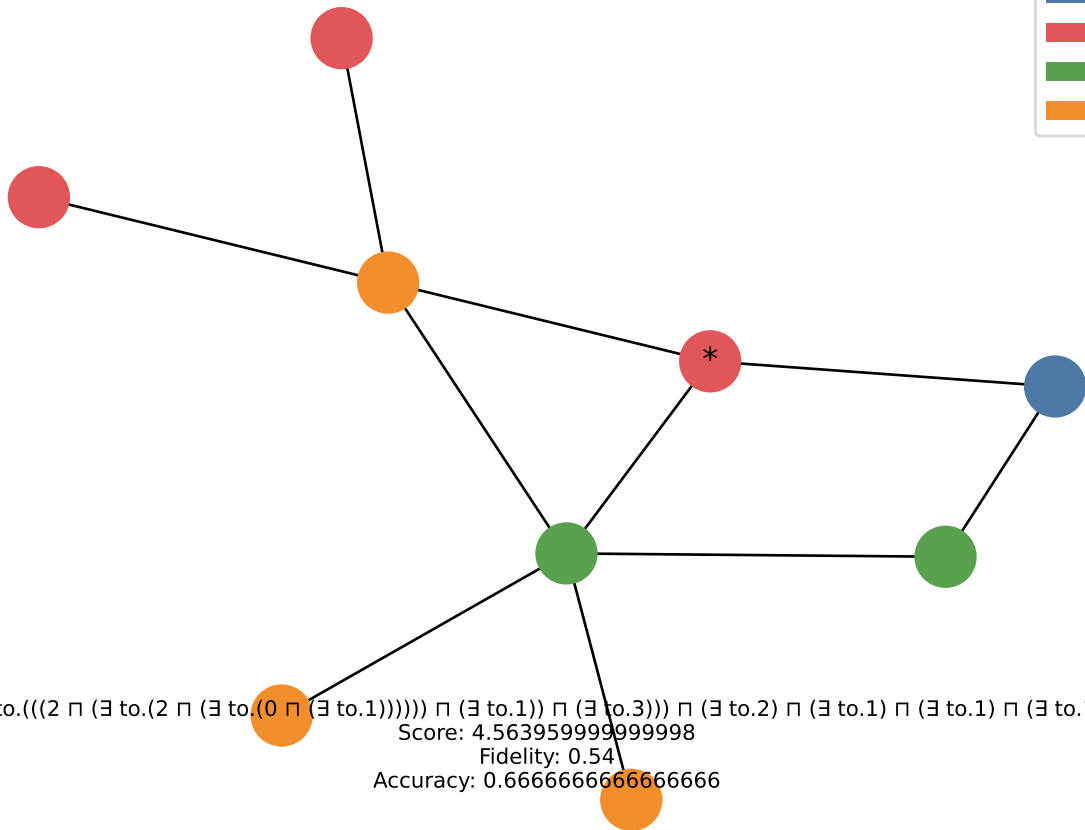 *
to.(((2 ⊓ (∃ to.(2 ⊓ (∃ to.(0 ⊓ (∃ to.1)))))) ⊓ (∃ to.1)) ⊓ (∃ to.3))) ⊓ (∃ to.2) ⊓ (∃ to.1) ⊓ (∃ to.1) ⊓ (∃ to.
Score: 4.563959999999998
Fidelity: 0.54
Accuracy: 0.6666666666666666